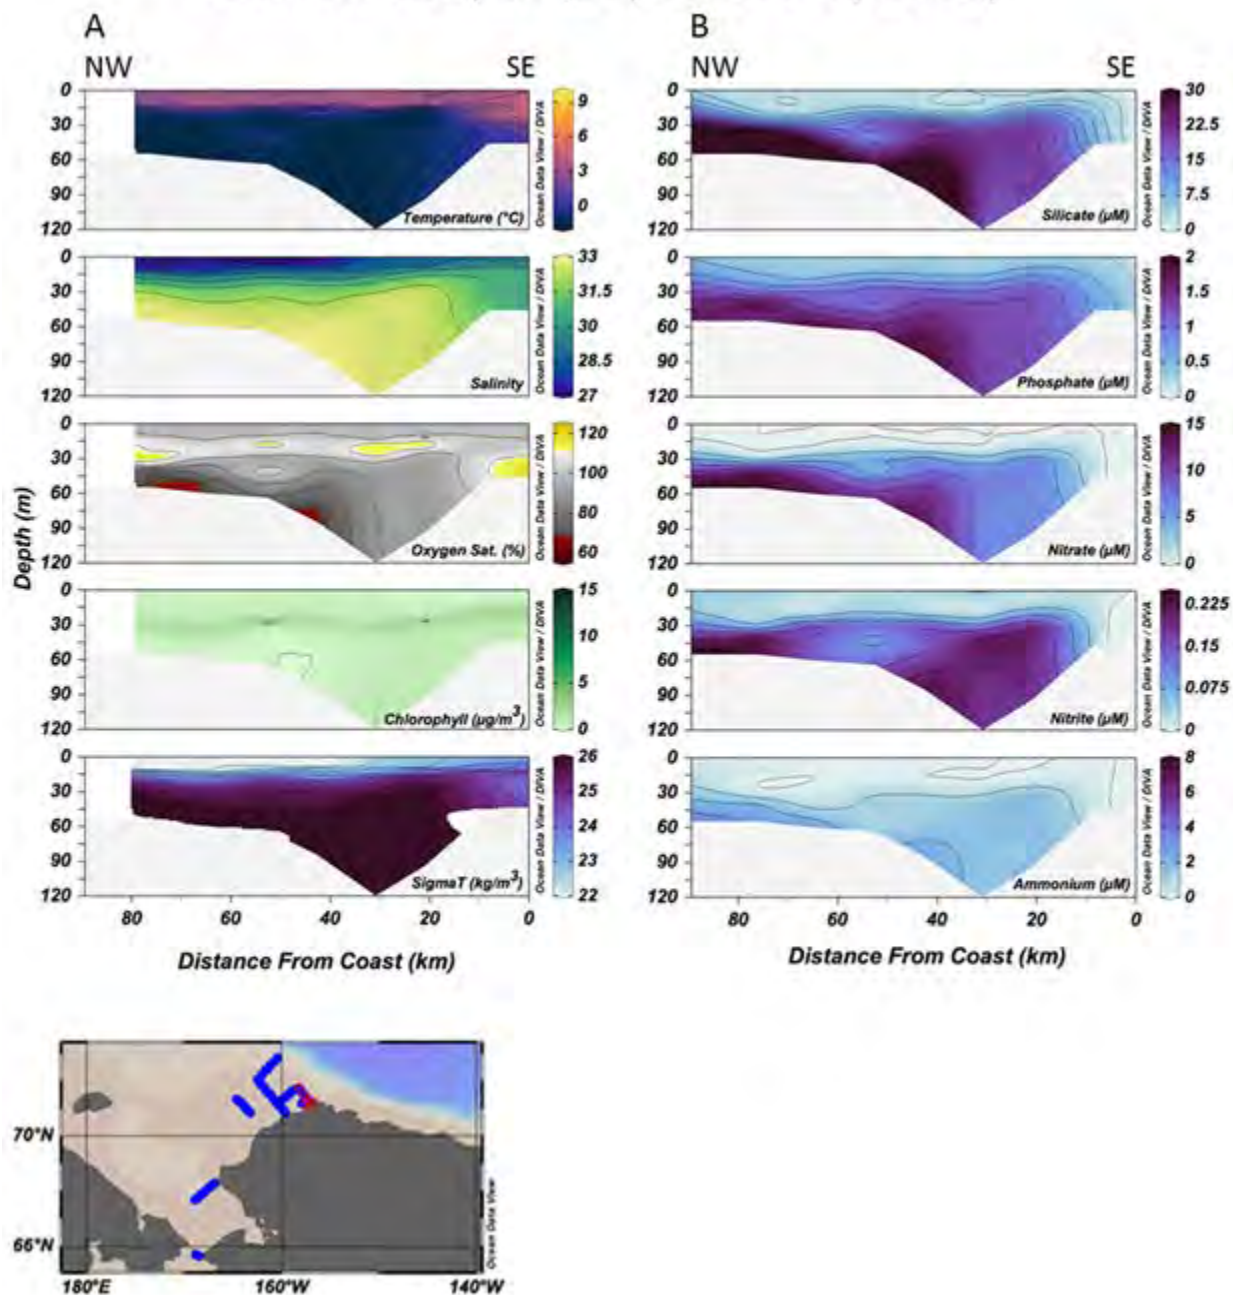 A
NW SE
0
30
60
90
120
Temperature (°C)
Ocean Data View / DIVA
9
6
3
0
0
30
60
90
120
Salinity
Ocean Data View / DIVA
33
31.5
30
28.5
27
0
30
60
90
120
Oxygen Sat. (%)
Ocean Data View / DIVA
120
100
80
60
Depth (m)
0
30
60
90
120
Chlorophyll (µg/m³)
Ocean Data View / DIVA
15
10
5
0
0
30
60
90
120
SigmaT (kg/m³)
Ocean Data View / DIVA
26
25
24
23
22
80 60 40 20 0
Distance From Coast (km)
B
NW SE
0
30
60
90
120
Silicate (µM)
Ocean Data View / DIVA
30
22.5
15
7.5
0
0
30
60
90
120
Phosphate (µM)
Ocean Data View / DIVA
2
1.5
1
0.5
0
0
30
60
90
120
Nitrate (µM)
Ocean Data View / DIVA
15
10
5
0
0
30
60
90
120
Nitrite (µM)
Ocean Data View / DIVA
0.225
0.15
0.075
0
0
30
60
90
120
Ammonium (µM)
Ocean Data View / DIVA
8
6
4
2
0
80 60 40 20 0
Distance From Coast (km)
70°N
66°N
180°E 160°W 140°W
Ocean Data View